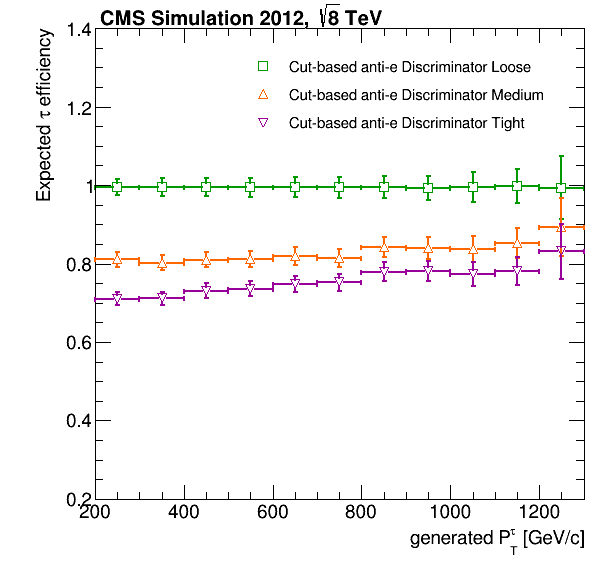 CMS Simulation 2012, √8 TeV
Expected τ efficiency
1.4
1.2
1
0.8
0.6
0.4
0.2
Cut-based anti-e Discriminator Loose
Cut-based anti-e Discriminator Medium
Cut-based anti-e Discriminator Tight
200 400 600 800 1000 1200
generated P_T^τ [GeV/c]